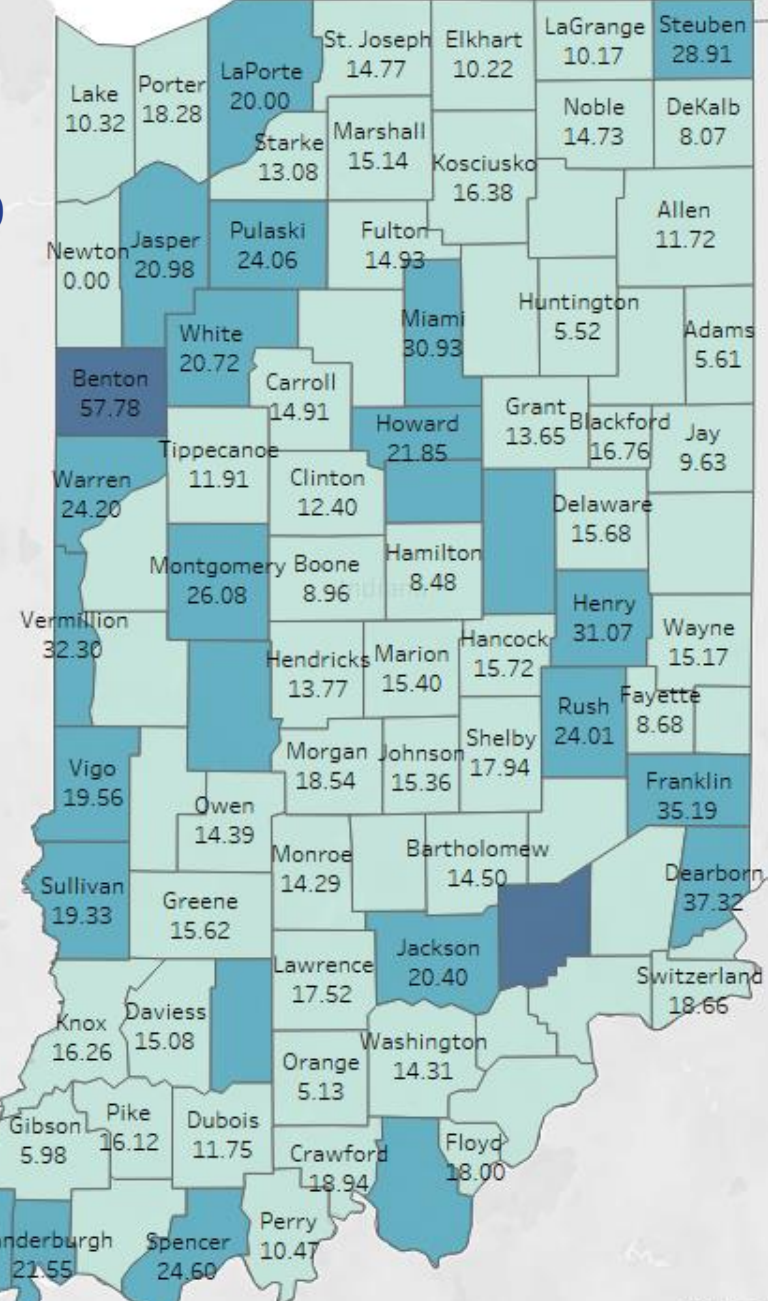 St. Joseph
14.77
Elkhart
10.22
LaGrange
10.17
Steuben
28.91
LaPorte
20.00
Lake
10.32
Porter
18.28
Noble
14.73
DeKalb
8.07
Starke
13.08
Marshall
15.14
Kosciusko
16.38
Allen
11.72
Newton
0.00
Jasper
20.98
Pulaski
24.06
Fulton
14.93
Huntington
5.52
Adams
5.61
White
20.72
Miami
30.93
Benton
57.78
Carroll
14.91
Grant
13.65
Blackford
16.76
Jay
9.63
Howard
21.85
Tippecanoe
11.91
Clinton
12.40
Warren
24.20
Delaware
15.68
Montgomery
26.08
Boone
8.96
Hamilton
8.48
Henry
31.07
Vermillion
32.30
Hendricks
13.77
Marion
15.40
Hancock
15.72
Wayne
15.17
Rush
24.01
Fayette
8.68
Vigo
19.56
Morgan
18.54
Johnson
15.36
Shelby
17.94
Franklin
35.19
Owen
14.39
Monroe
14.29
Bartholomew
14.50
Dearborn
37.32
Sullivan
19.33
Greene
15.62
Jackson
20.40
Lawrence
17.52
Switzerland
18.66
Knox
16.26
Daviess
15.08
Washington
14.31
Orange
5.13
Gibson
5.98
Pike
16.12
Dubois
11.75
Crawford
18.94
Floyd
18.00
nderburgh
21.55
Spencer
24.60
Perry
10.47